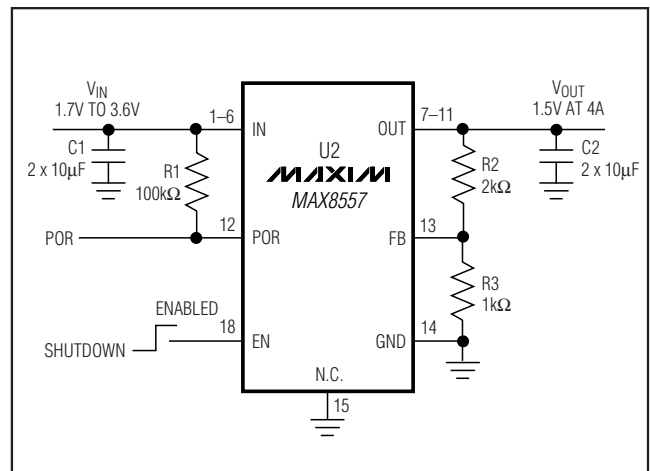 VIN
1.7V TO 3.6V
C1
2 x 10µF
R1
100kΩ
POR
SHUTDOWN
ENABLED
1–6
IN
12
POR
18
EN
U2
MAXIM
MAX8557
N.C.
15
OUT
7–11
FB
13
GND
14
VOUT
1.5V AT 4A
R2
2kΩ
C2
2 x 10µF
R3
1kΩ